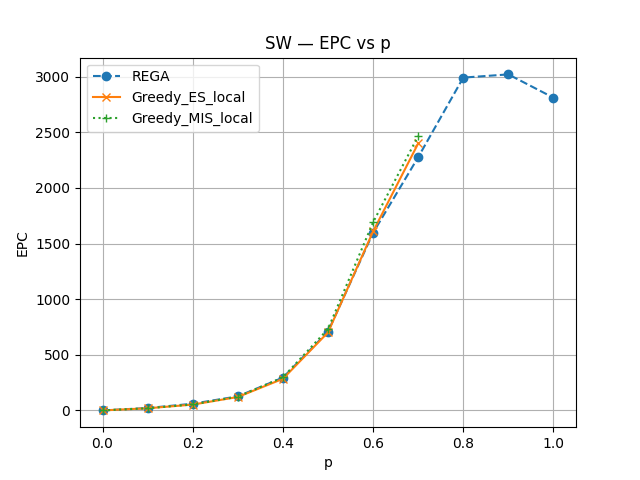 SW — EPC vs p
REGA
Greedy_ES_local
Greedy_MIS_local
EPC
3000
2500
2000
1500
1000
500
0
0.0 0.2 0.4 0.6 0.8 1.0
p